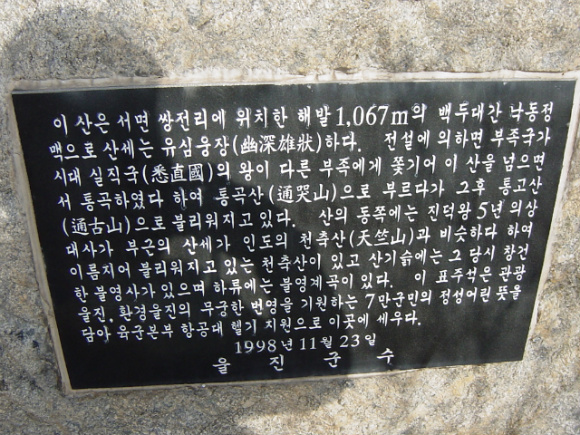 이 산은 서면 쌍전리에 위치한 해발 1,067m의 백두대간 낙동정
맥으로 산세는 유심웅장(幽深雄狀)하다. 전설에 의하면 부족국가
시대 실직국(悉直國)의 왕이 다른 부족에게 쫓기어 이 산을 넘으면
서 통곡하였다 하여 통곡산(通哭山)으로 부르다가 그후 통고산
(通古山)으로 불리워지고 있다. 산의 동쪽에는 진덕왕 5년 의상
대사가 부근의 산세가 인도의 천축산(天竺山)과 비슷하다 하여
이름지어 불리워지고 있는 천축산이 있고 산기슭에는 그 당시 창건
한 불영사가 있으며 하류에는 불영계곡이 있다. 이 표주석은 관광
울진, 환경울진의 무궁한 번영을 기원하는 7만군민의 정성어린 뜻을
담아 육군본부 항공대 헬기 지원으로 이곳에 세우다.
1998년 11월 23일
울 진 군 수